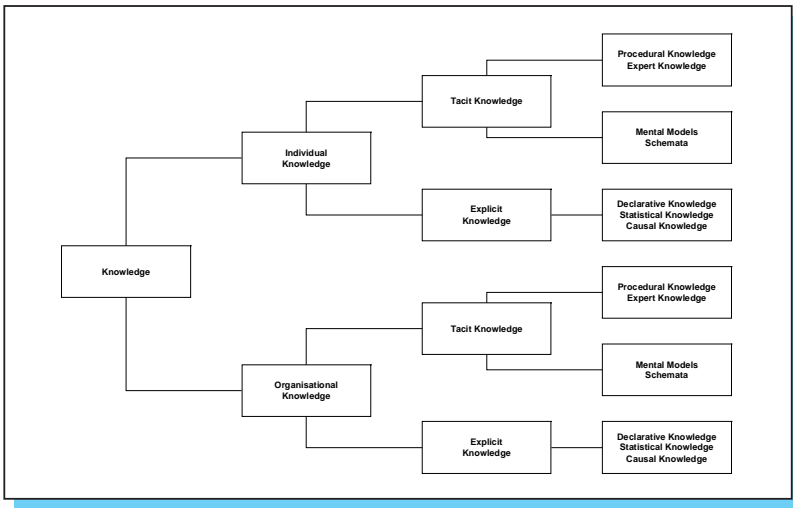 Procedural Knowledge
Expert Knowledge
Tacit Knowledge
Mental Models
Schemata
Individual
Knowledge
Explicit
Knowledge
Declarative Knowledge
Statistical Knowledge
Causal Knowledge
Knowledge
Procedural Knowledge
Expert Knowledge
Tacit Knowledge
Mental Models
Schemata
Organisational
Knowledge
Explicit
Knowledge
Declarative Knowledge
Statistical Knowledge
Causal Knowledge